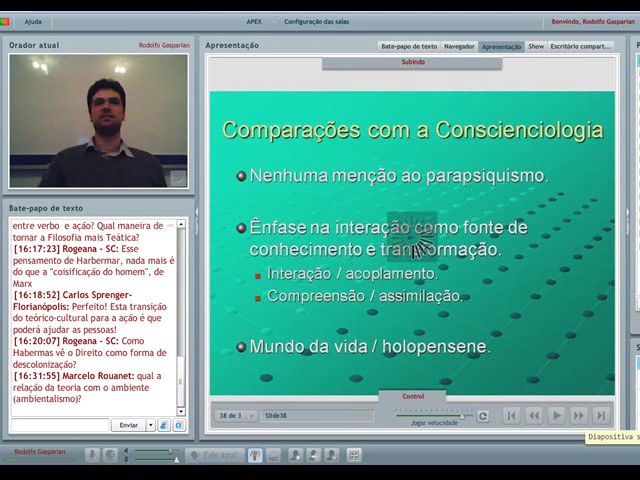 Ajuda
APEX
Configuração das salas
Benvindo, Rodolfo Gasparian
Orador atual
Rodolfo Gasparian
Apresentação
Bate-papo de texto
Navegador
Apresentação
Show
Escritório compart...
Subindo
Comparações com a Conscienciologia
Nenhuma menção ao parapsiquismo.
Ênfase na interação como fonte de
conhecimento e transformação.
Interação / acoplamento.
Compreensão / assimilação.
Mundo da vida / holopensene.
Bate-papo de texto
entre verbo e ação? Qual maneira de
tornar a Filosofia mais Teática?
[16:17:23] Rogeana - SC: Esse
pensamento de Harbermar, nada mais é
do que a "coisificação do homem", de
Marx
[16:18:52] Carlos Sprenger-
Florianópolis: Perfeito! Esta transição
do teórico-cultural para a ação é que
poderá ajudar as pessoas!
[16:20:07] Rogeana - SC: Como
Habermas vê o Direito como forma de
descolonização?
[16:31:55] Marcelo Rouanet: qual a
relação da teoria com o ambiente
(ambientalismo)?
Enviar
Control
38 de 3
Slide38
Jogar velocidade
Diapositiva s
Rodolfo Gasparian
Fale aqui!